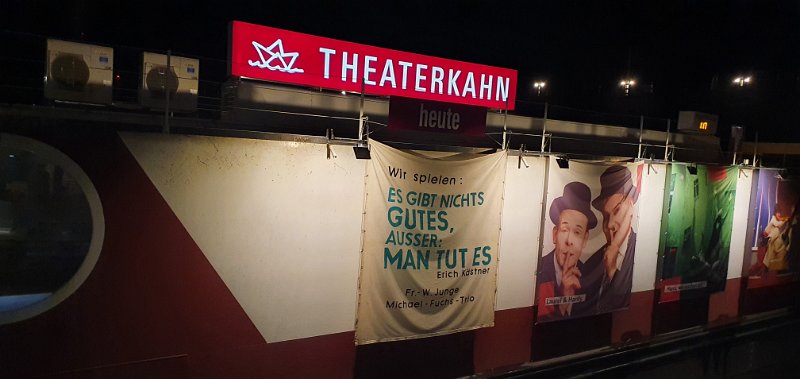 THEATERKAHN
heute
Wir spielen:
ES GIBT NICHTS
GUTES,
AUSSER:
MAN TUT ES
Erich Kästner
Fr.-W. Junge
Michael-Fuchs-Trio
Laurel & Hardy